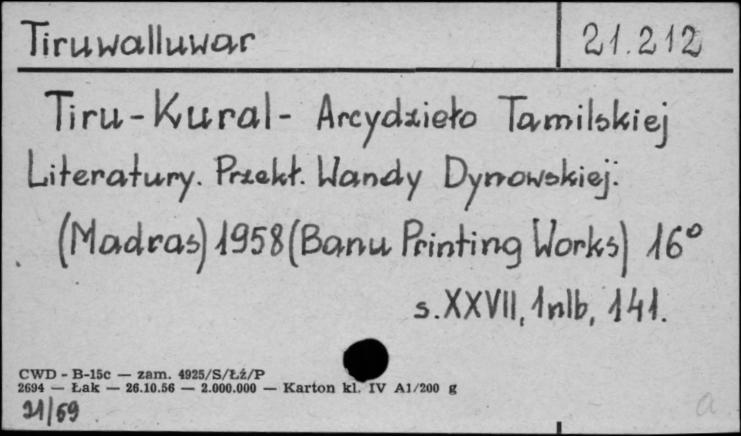 Tiruwalluwar 21.212
Tiru-Kural- Arcydzieło Tamilskiej
Literatury. Przekł. Wandy Dynowskiej.
(Madras) 1958 (Banu Printing Works) 16°
s. XXVII, 1nlb, 141.
CWD - B-15c — zam. 4925/S/Łź/P
2694 — Łak — 26.10.56 — 2.000.000 — Karton kl. IV A1/200 g
21/69 a